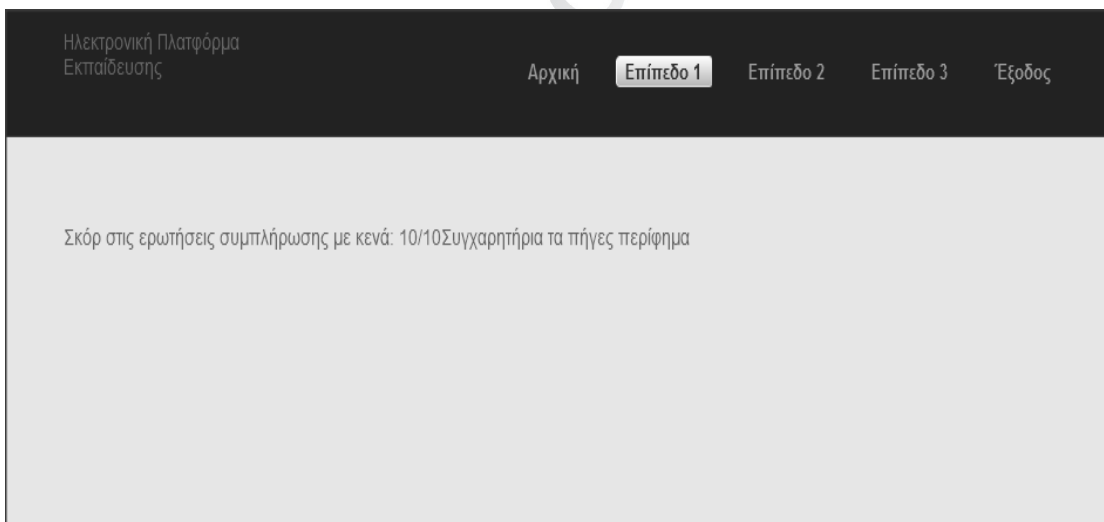 Ηλεκτρονική Πλατφόρμα
Εκπαίδευσης
Αρχική Επίπεδο 1 Επίπεδο 2 Επίπεδο 3 Έξοδος
Σκόρ στις ερωτήσεις συμπλήρωσης με κενά: 10/10Συγχαρητήρια τα πήγες περίφημα